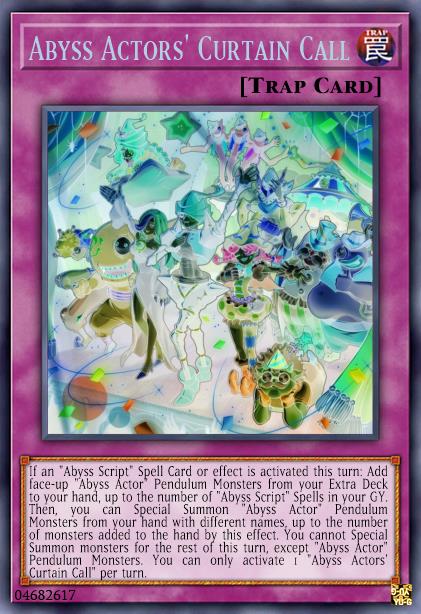 Abyss Actors' Curtain Call
TRAP
罠
[Trap Card]
If an "Abyss Script" Spell Card or effect is activated this turn: Add
face-up "Abyss Actor" Pendulum Monsters from your Extra Deck
to your hand, up to the number of "Abyss Script" Spells in your GY.
Then, you can Special Summon "Abyss Actor" Pendulum
Monsters from your hand with different names, up to the number
of monsters added to the hand by this effect. You cannot Special
Summon monsters for the rest of this turn, except "Abyss Actor"
Pendulum Monsters. You can only activate 1 "Abyss Actors'
Curtain Call" per turn.
04682617